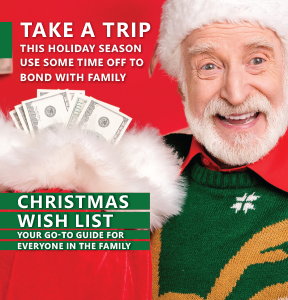 TAKE A TRIP
THIS HOLIDAY SEASON
USE SOME TIME OFF TO
BOND WITH FAMILY
CHRISTMAS
WISH LIST
YOUR GO-TO GUIDE FOR
EVERYONE IN THE FAMILY